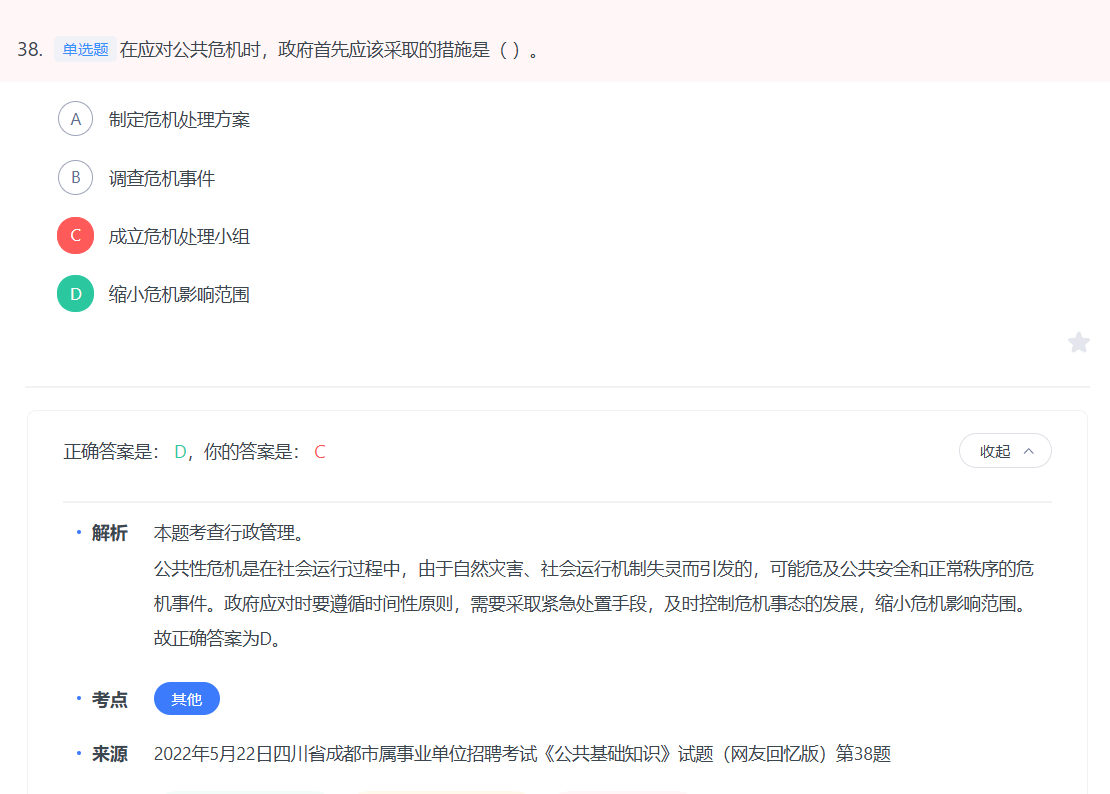 38. 单选题 在应对公共危机时，政府首先应该采取的措施是（ ）。
A 制定危机处理方案
B 调查危机事件
C 成立危机处理小组
D 缩小危机影响范围
正确答案是： D，你的答案是： C
收起
解析 本题考查行政管理。
公共性危机是在社会运行过程中，由于自然灾害、社会运行机制失灵而引发的，可能危及公共安全和正常秩序的危
机事件。政府应对时要遵循时间性原则，需要采取紧急处置手段，及时控制危机事态的发展，缩小危机影响范围。
故正确答案为D。
考点 其他
来源 2022年5月22日四川省成都市属事业单位招聘考试《公共基础知识》试题（网友回忆版）第38题